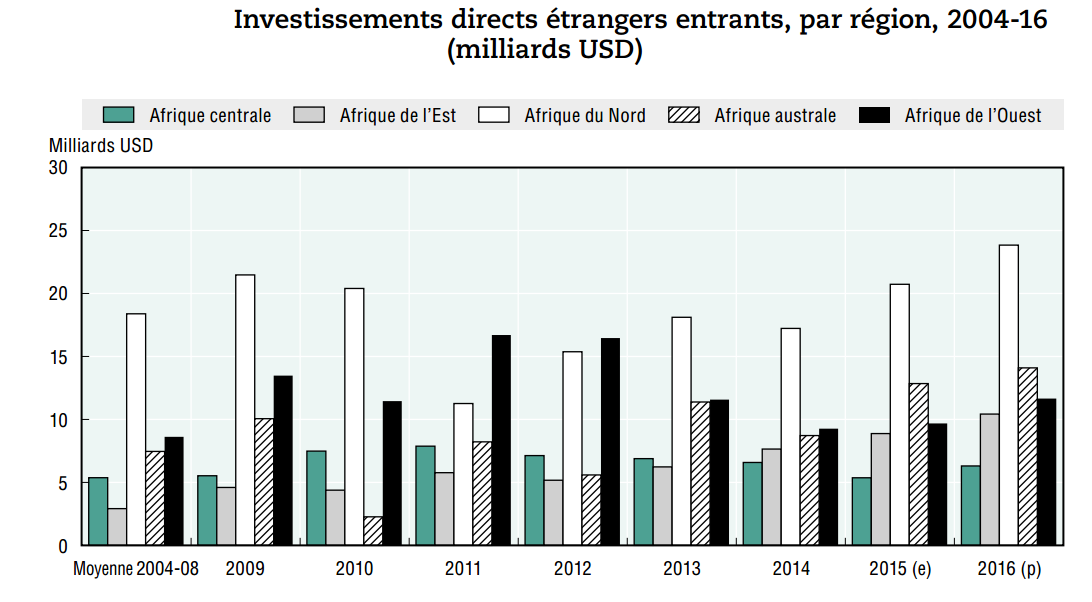 Investissements directs étrangers entrants, par région, 2004-16
(milliards USD)
Afrique centrale Afrique de l’Est Afrique du Nord Afrique australe Afrique de l’Ouest
Milliards USD
30
25
20
15
10
5
0
Moyenne 2004-08 2009 2010 2011 2012 2013 2014 2015 (e) 2016 (p)